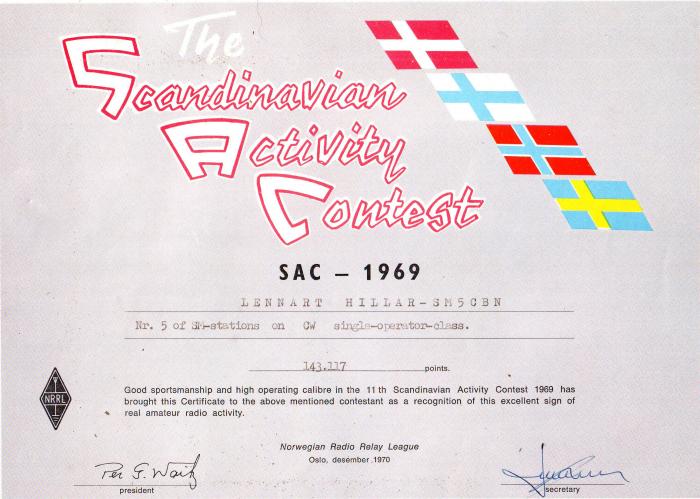 The
Scandinavian
Activity
Contest
SAC – 1969
LENNART HILLAR-SM5CBN
Nr. 5 of SM-stations on CW single-operator-class.
143.117 points.
Good sportsmanship and high operating calibre in the 11th Scandinavian Activity Contest 1969 has
brought this Certificate to the above mentioned contestant as a recognition of this excellent sign of
real amateur radio activity.
NRRL
Norwegian Radio Relay League
Oslo, desember 1970
Per G.
president
secretary